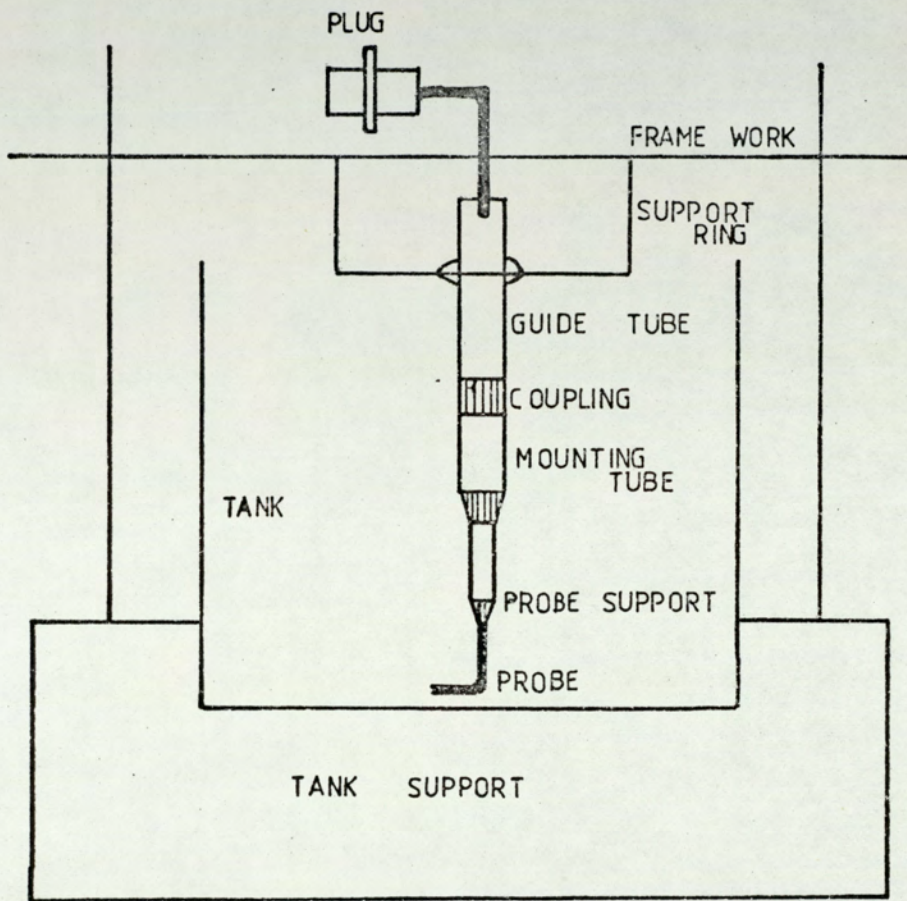 PLUG
FRAME WORK
SUPPORT
RING
GUIDE TUBE
COUPLING
MOUNTING
TUBE
TANK
PROBE SUPPORT
PROBE
TANK SUPPORT